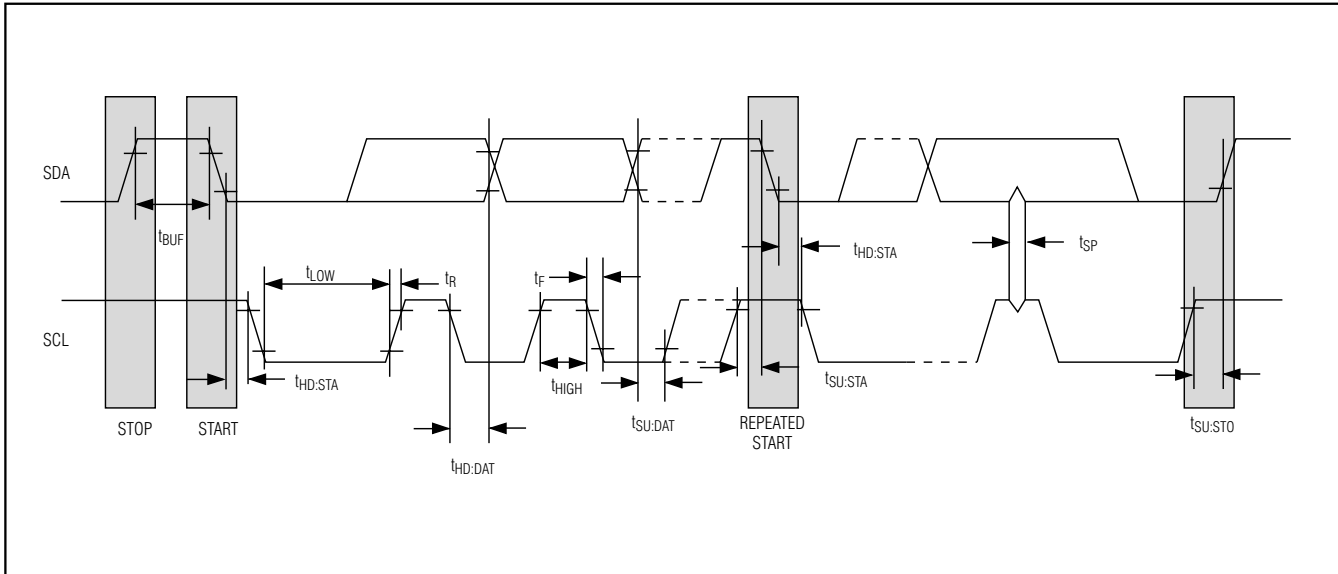 SDA
tBUF
tLOW
tR
tF
tHD:STA
tSP
SCL
tHD:STA
tHIGH
tSU:STA
tSU:DAT
tSU:STO
STOP
START
REPEATED
START
tHD:DAT